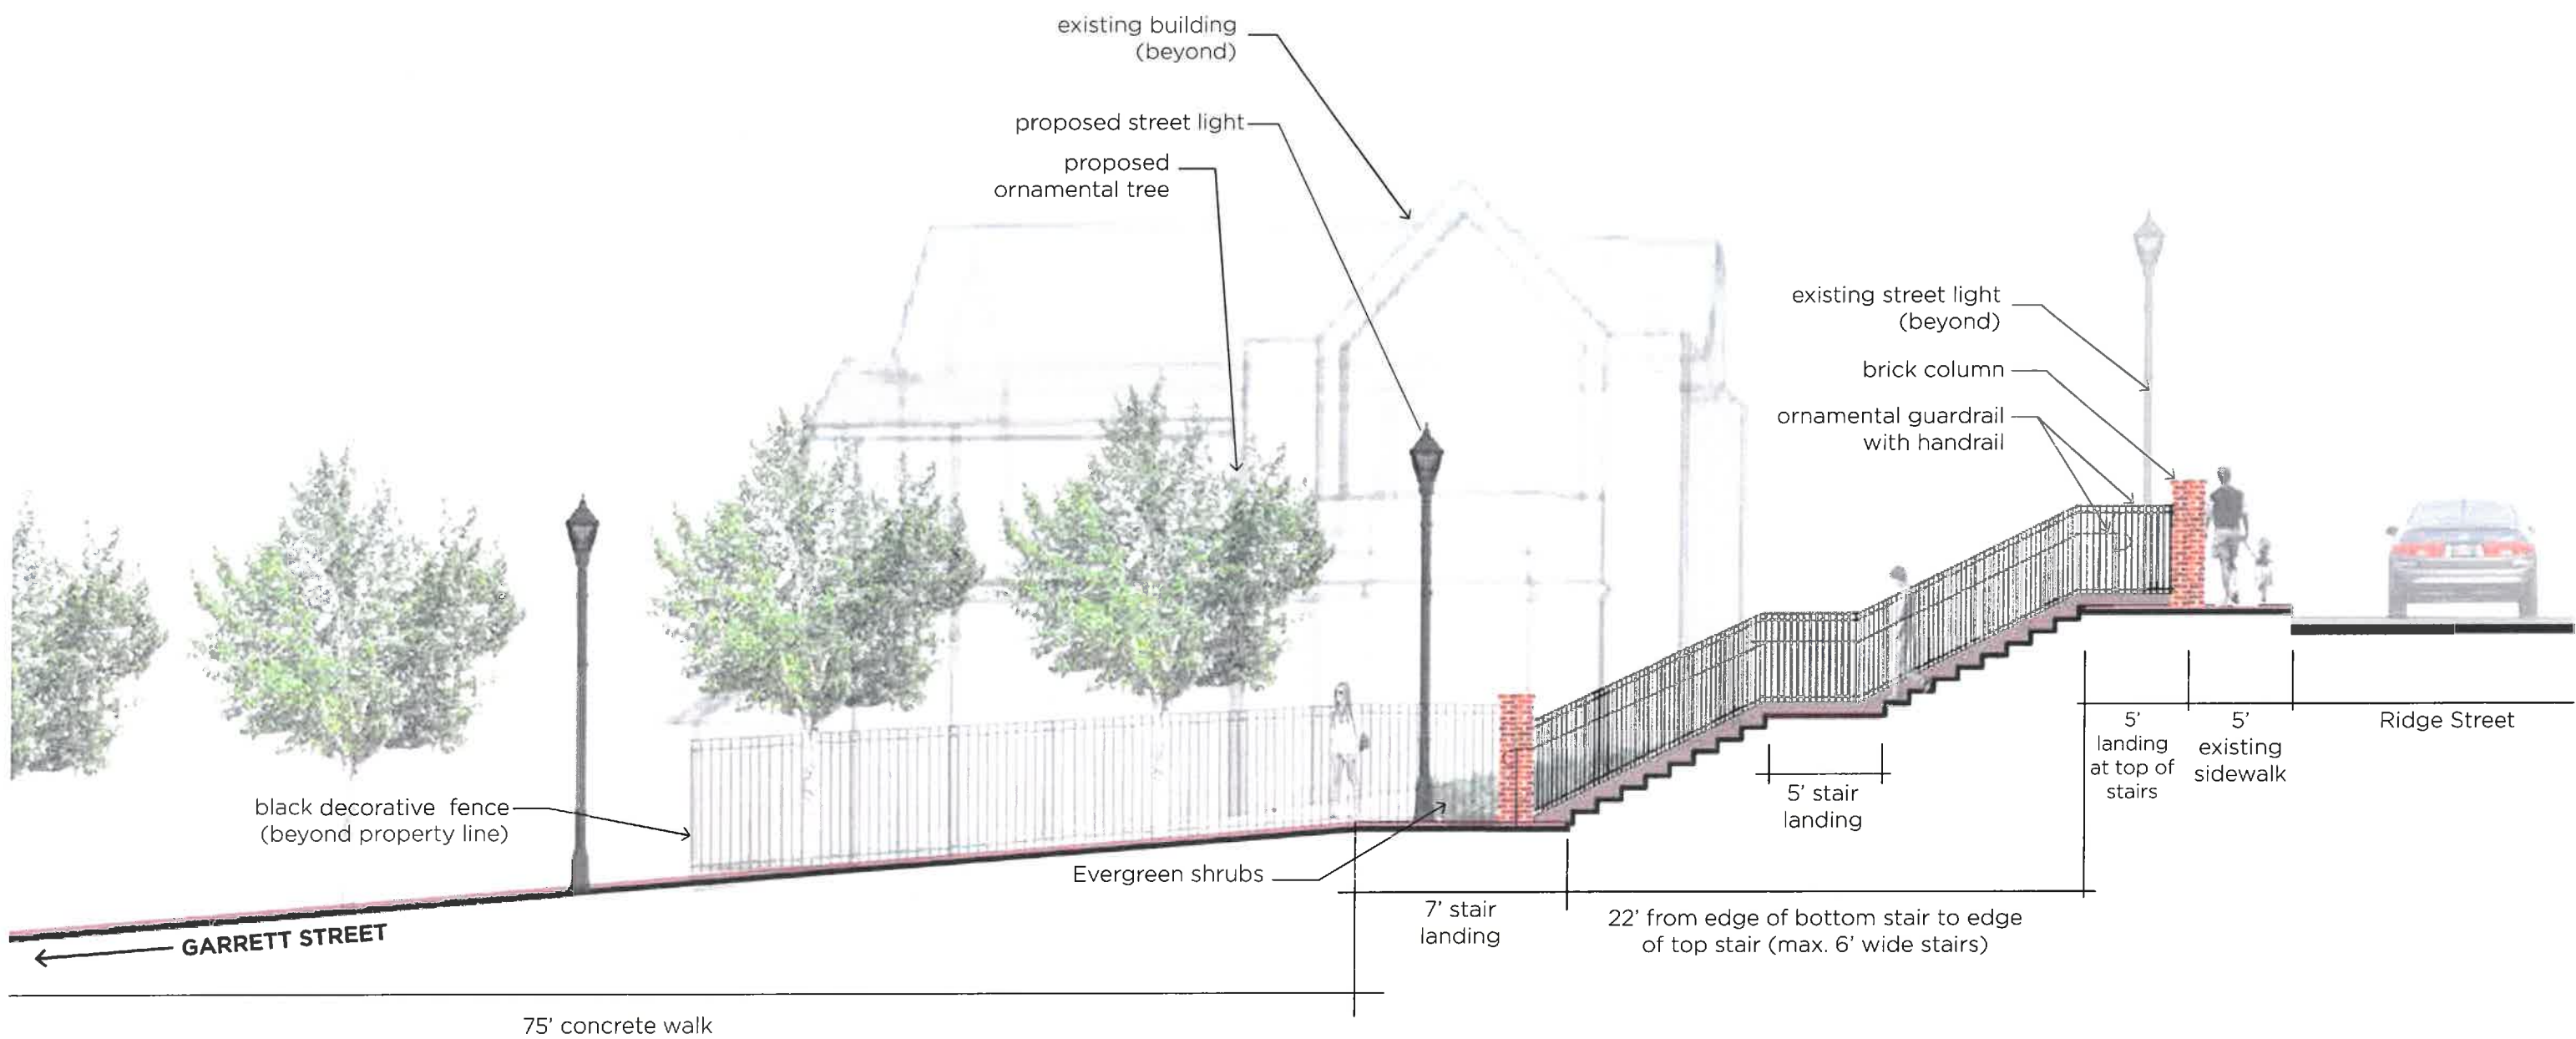 existing building
(beyond)
proposed street light
proposed
ornamental tree
existing street light
(beyond)
brick column
ornamental guardrail
with handrail
black decorative fence
(beyond property line)
Evergreen shrubs
GARRETT STREET
75' concrete walk
7' stair
landing
22' from edge of bottom stair to edge
of top stair (max. 6' wide stairs)
5' stair
landing
5'
landing
at top of
stairs
5'
existing
sidewalk
Ridge Street